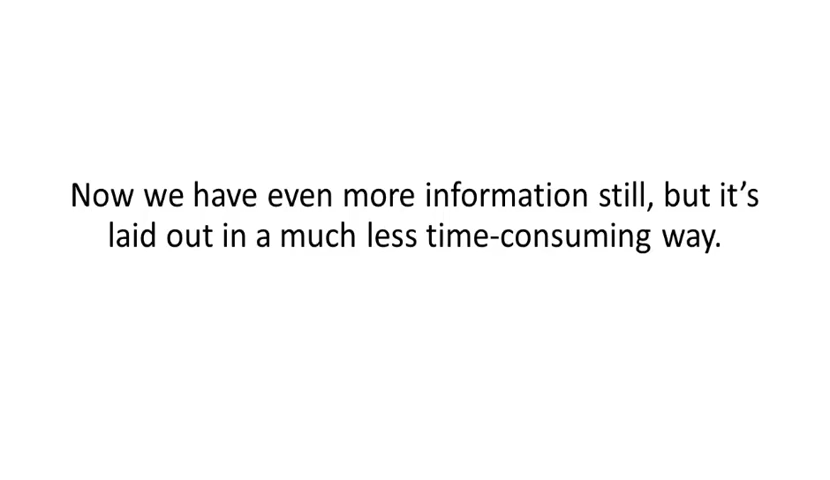 Now we have even more information still, but it’s
laid out in a much less time-consuming way.